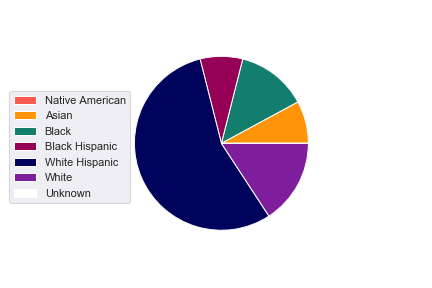 Native American
Asian
Black
Black Hispanic
White Hispanic
White
Unknown